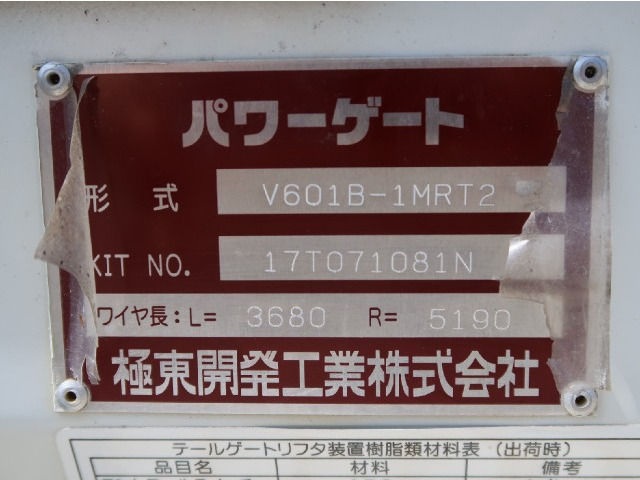 パワーゲート
形式 V601B-1MRT2
KIT NO. 17T071081N
ワイヤ長：L= 3680 R= 5190
極東開発工業株式会社
テールゲートリフタ装置樹脂類材料表（出荷時）
品目名 材料 備考